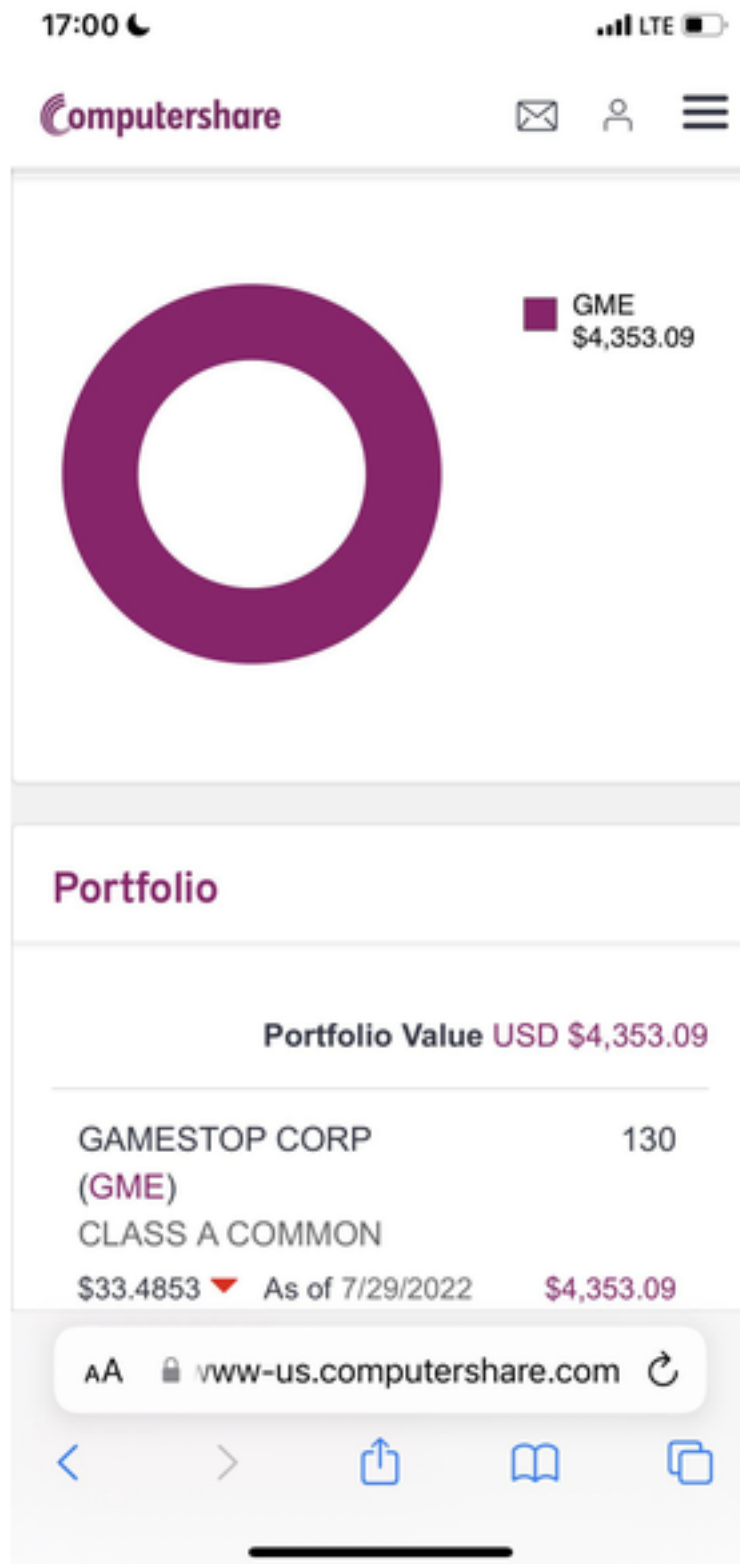 17:00
LTE
Computershare
GME
$4,353.09
Portfolio
Portfolio Value USD $4,353.09
GAMESTOP CORP 130
(GME)
CLASS A COMMON
$33.4853 As of 7/29/2022 $4,353.09
AA www-us.computershare.com